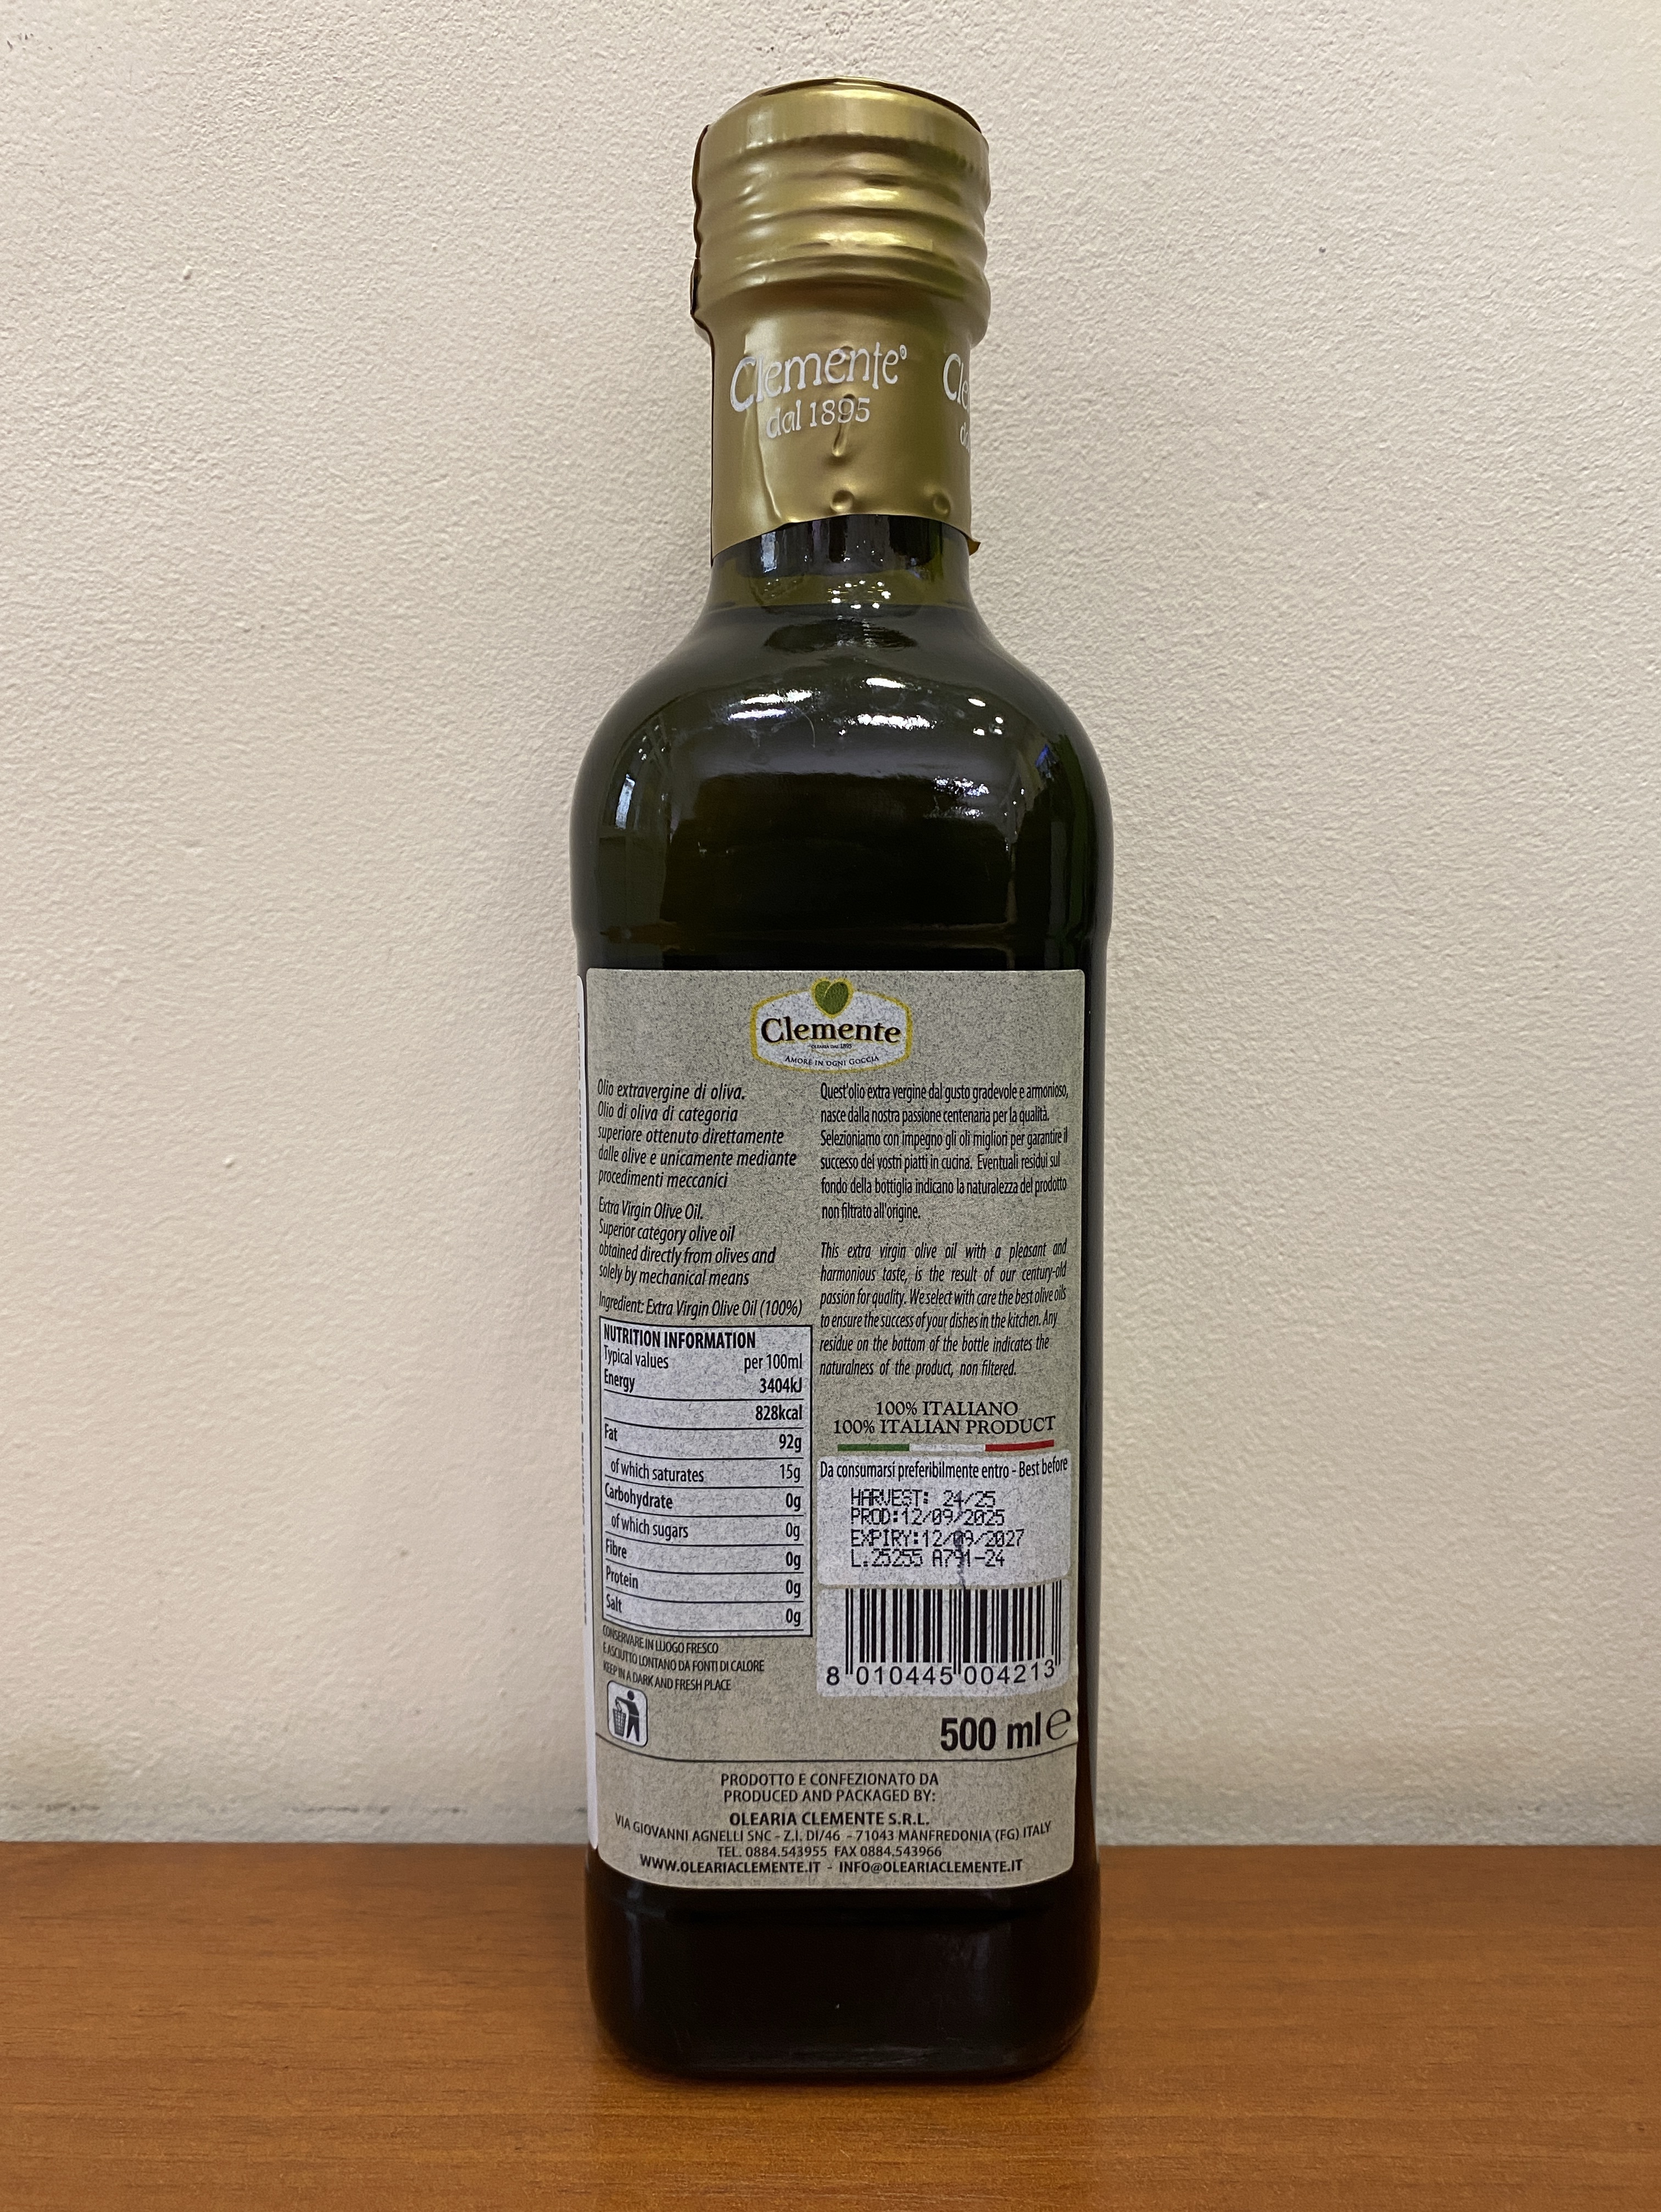 Clemente®
dal 1895
Clemente
OLEARIA DAL 1895
AMORE IN OGNI GOCCIA
Olio extravergine di oliva.
Olio di oliva di categoria
superiore ottenuto direttamente
dalle olive e unicamente mediante
procedimenti meccanici
Extra Virgin Olive Oil.
Superior category olive oil
obtained directly from olives and
solely by mechanical means
Ingredient: Extra Virgin Olive Oil (100%)
NUTRITION INFORMATION
Typical values per 100ml
Energy 3404kJ
828kcal
Fat 92g
of which saturates 15g
Carbohydrate 0g
of which sugars 0g
Fibre 0g
Protein 0g
Salt 0g
CONSERVARE IN LUOGO FRESCO
E ASCIUTTO LONTANO DA FONTI DI CALORE
KEEP IN A DARK AND FRESH PLACE
Quest'olio extra vergine dal gusto gradevole e armonioso,
nasce dalla nostra passione centenaria per la qualità.
Selezioniamo con impegno gli oli migliori per garantire il
successo dei vostri piatti in cucina. Eventuali residui sul
fondo della bottiglia indicano la naturalezza del prodotto
non filtrato all'origine.
This extra virgin olive oil with a pleasant and
harmonious taste, is the result of our century-old
passion for quality. We select with care the best olive oils
to ensure the success of your dishes in the kitchen. Any
residue on the bottom of the bottle indicates the
naturalness of the product, non filtered.
100% ITALIANO
100% ITALIAN PRODUCT
Da consumarsi preferibilmente entro - Best before
HARVEST: 24/25
PROD:12/09/2025
EXPIRY:12/09/2027
L.25255 A791-24
8 010445 004213
500 ml e
PRODOTTO E CONFEZIONATO DA
PRODUCED AND PACKAGED BY:
OLEARIA CLEMENTE S.R.L.
VIA GIOVANNI AGNELLI SNC - Z.I. DI/46 - 71043 MANFREDONIA (FG) ITALY
TEL. 0884.543955 FAX 0884.543966
WWW.OLEARIACLEMENTE.IT - INFO@OLEARIACLEMENTE.IT